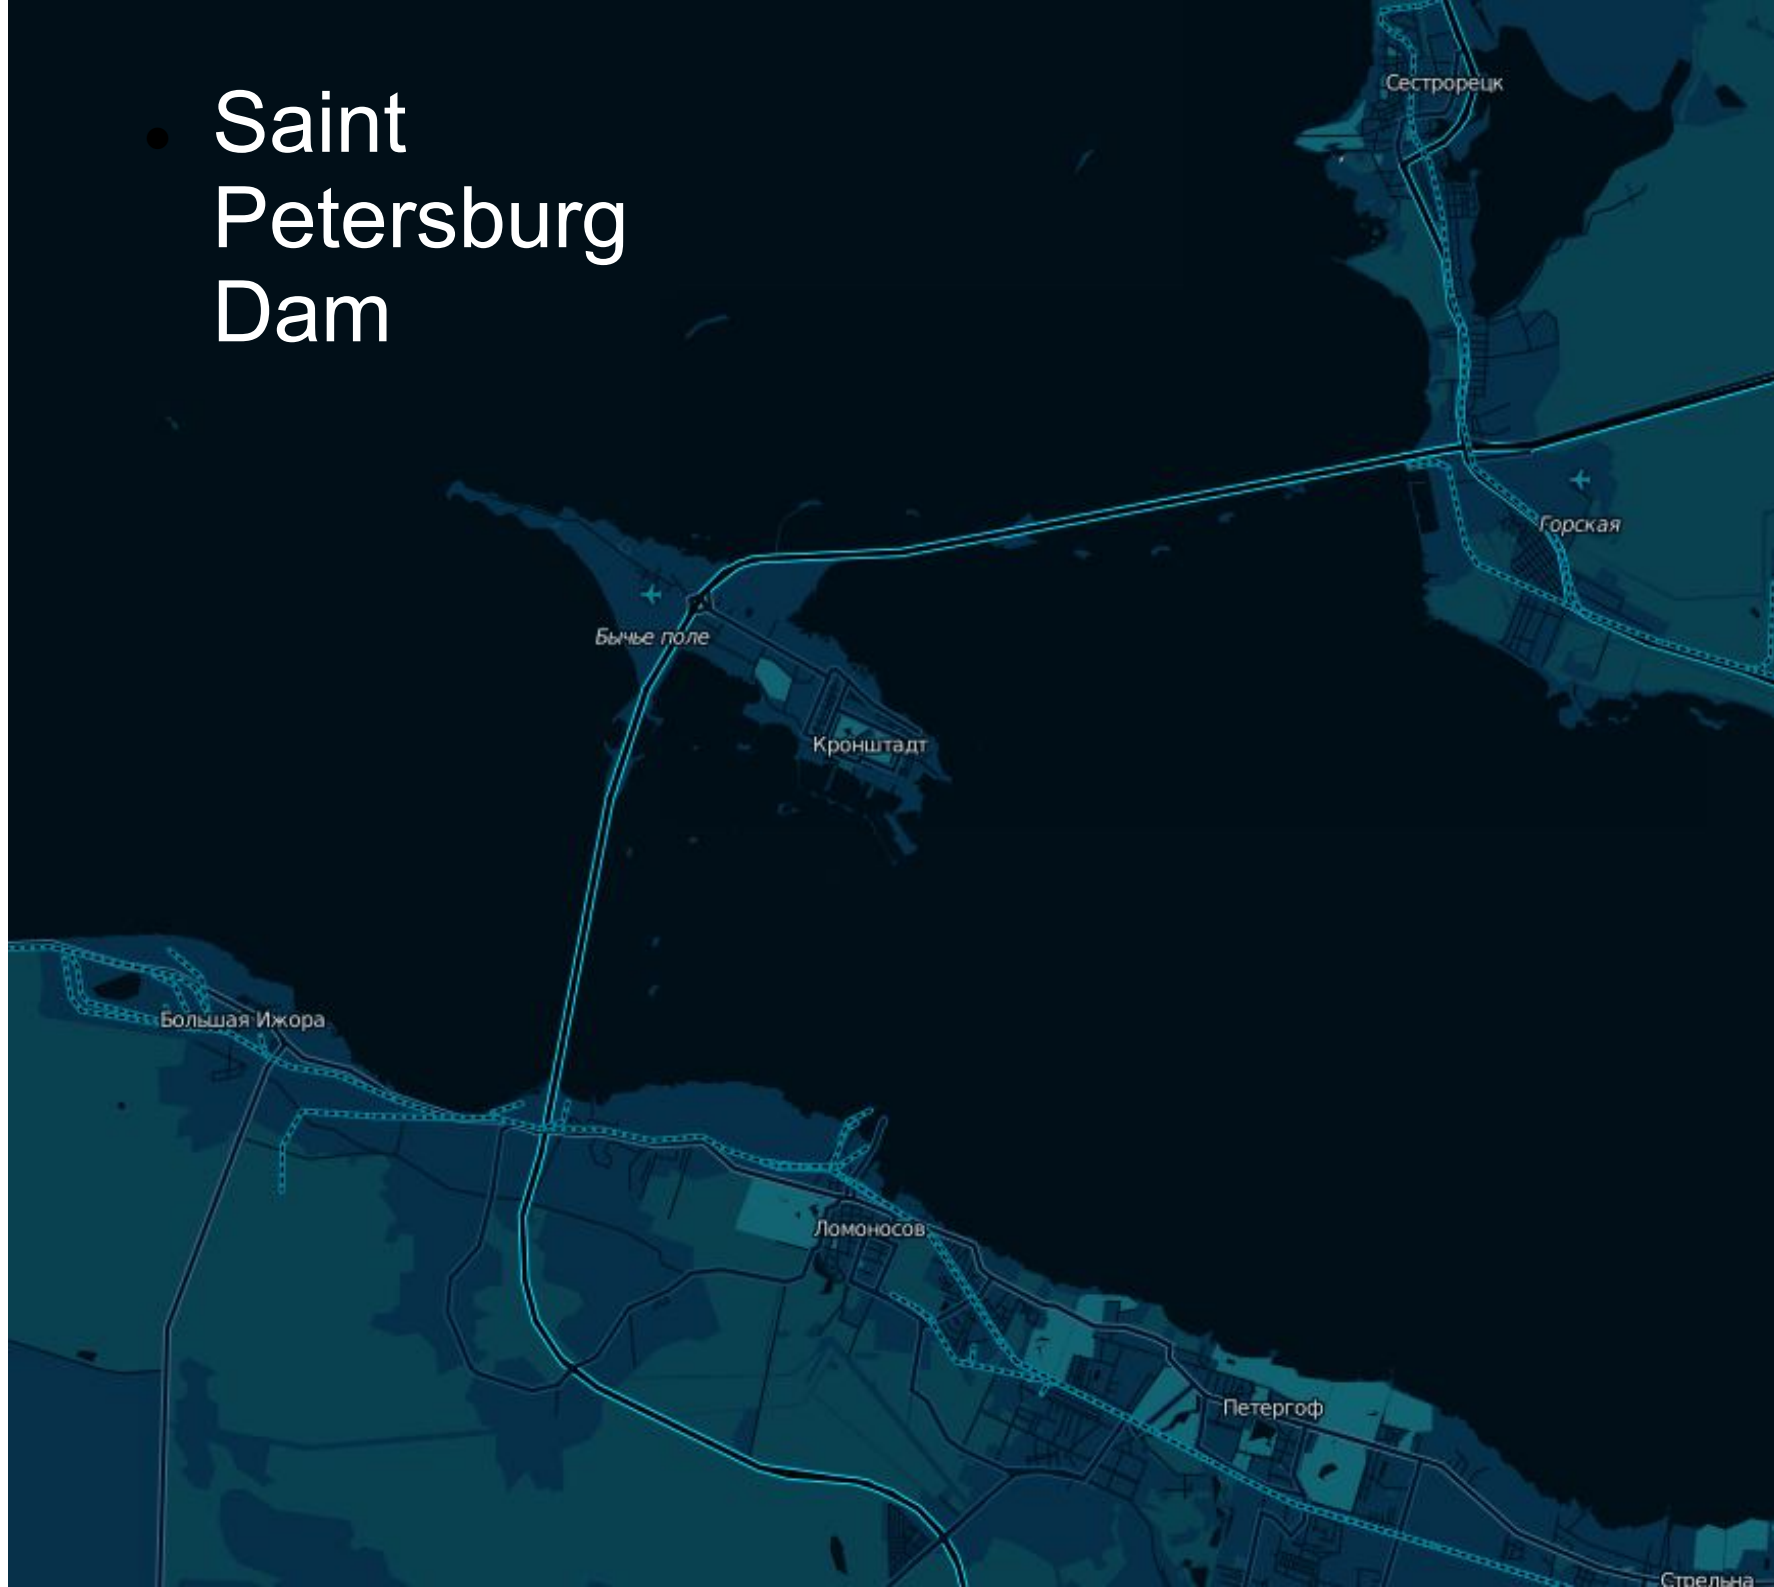 Saint
Petersburg
Dam
Сестрорецк
Горская
Бычье поле
Кронштадт
Большая Ижора
Ломоносов
Петергоф
Стрельна